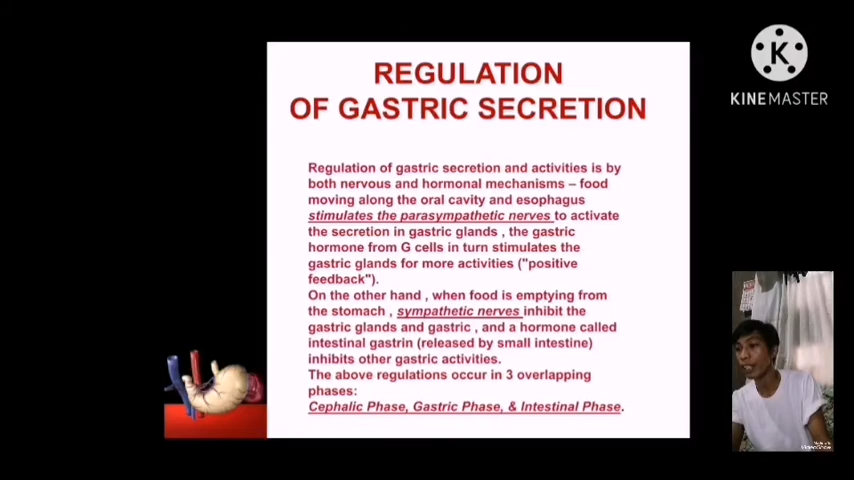 REGULATION
OF GASTRIC SECRETION
Regulation of gastric secretion and activities is by
both nervous and hormonal mechanisms – food
moving along the oral cavity and esophagus
stimulates the parasympathetic nerves to activate
the secretion in gastric glands , the gastric
hormone from G cells in turn stimulates the
gastric glands for more activities ("positive
feedback").
On the other hand , when food is emptying from
the stomach , sympathetic nerves inhibit the
gastric glands and gastric , and a hormone called
intestinal gastrin (released by small intestine)
inhibits other gastric activities.
The above regulations occur in 3 overlapping
phases:
Cephalic Phase, Gastric Phase, & Intestinal Phase.
K
KINEMASTER
VideoShow